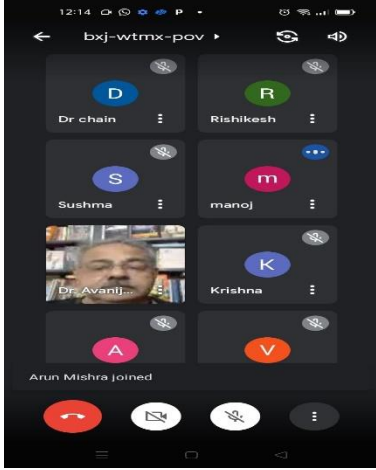 12:14 P
bxj-wtmx-pov
D R
Dr chain Rishikesh
S m
Sushma manoj
K
Dr. Avanij... Krishna
A V
Arun Mishra joined